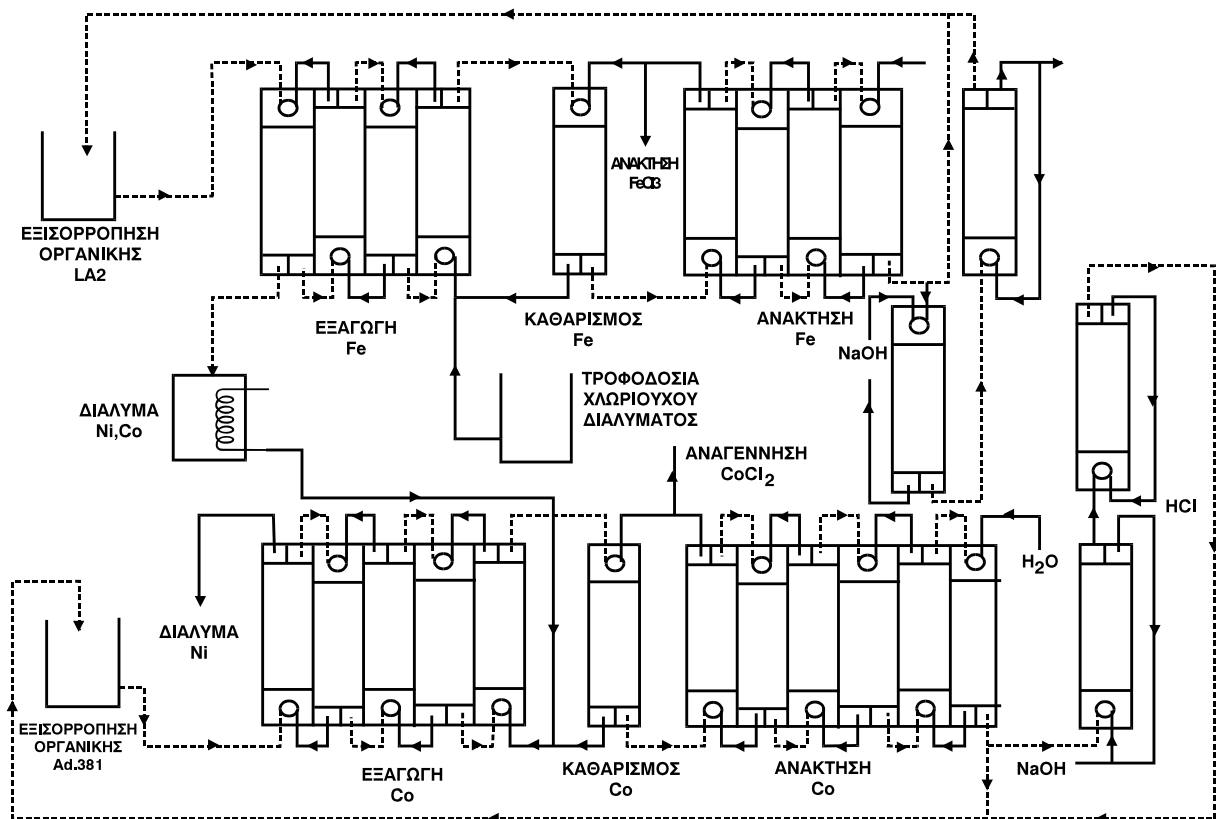 ΕΞΙΣΟΡΡΟΠΗΣΗ
ΟΡΓΑΝΙΚΗΣ
LA2
ΑΝΑΚΤΗΣΗ
FeCl3
ΕΞΑΓΩΓΗ
Fe
ΚΑΘΑΡΙΣΜΟΣ
Fe
ΑΝΑΚΤΗΣΗ
Fe
NaOH
ΔΙΑΛΥΜΑ
Ni,Co
ΤΡΟΦΟΔΟΣΙΑ
ΧΛΩΡΙΟΥΧΟΥ
ΔΙΑΛΥΜΑΤΟΣ
ΑΝΑΓΕΝΝΗΣΗ
CoCl2
HCl
H2O
ΔΙΑΛΥΜΑ
Ni
ΕΞΙΣΟΡΡΟΠΗΣΗ
ΟΡΓΑΝΙΚΗΣ
Ad.381
ΕΞΑΓΩΓΗ
Co
ΚΑΘΑΡΙΣΜΟΣ
Co
ΑΝΑΚΤΗΣΗ
Co
NaOH